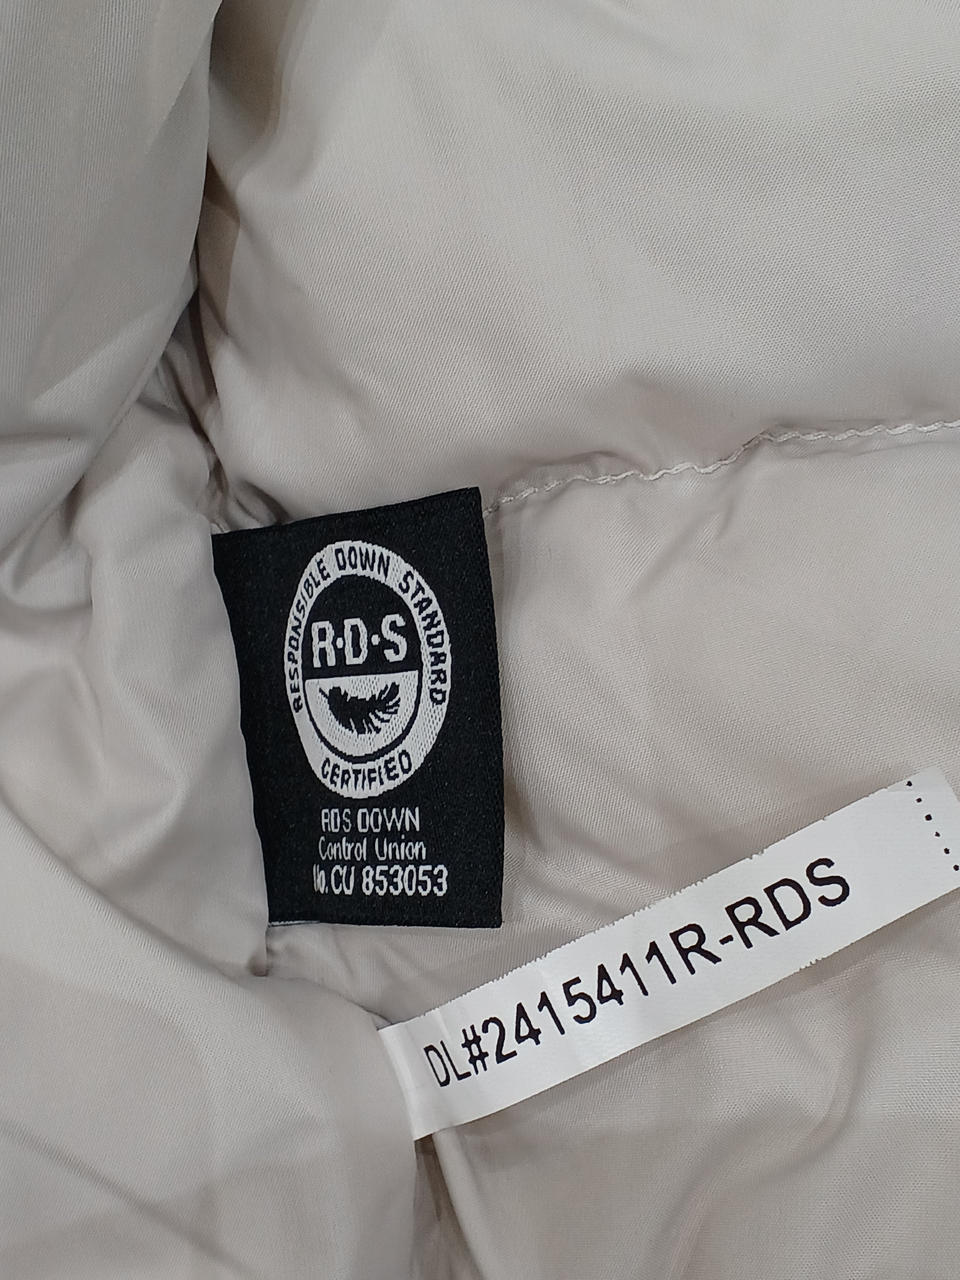 RESPONSIBLE DOWN STANDARD
R·D·S
CERTIFIED
RDS DOWN
Control Union
No.CU 853053
DL#2415411R-RDS